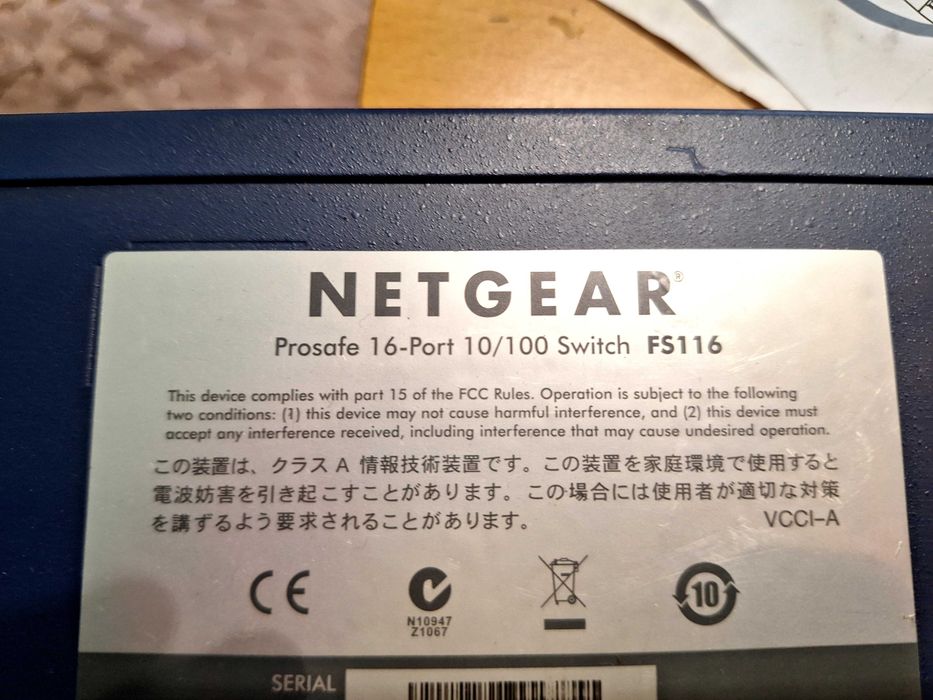 NETGEAR®
Prosafe 16-Port 10/100 Switch FS116
This device complies with part 15 of the FCC Rules. Operation is subject to the following
two conditions: (1) this device may not cause harmful interference, and (2) this device must
accept any interference received, including interference that may cause undesired operation.
この装置は、クラス A 情報技術装置です。この装置を家庭環境で使用すると
電波妨害を引き起こすことがあります。この場合には使用者が適切な対策
を講ずるよう要求されることがあります。 VCCI-A
CE
N10947
Z1067
10
SERIAL